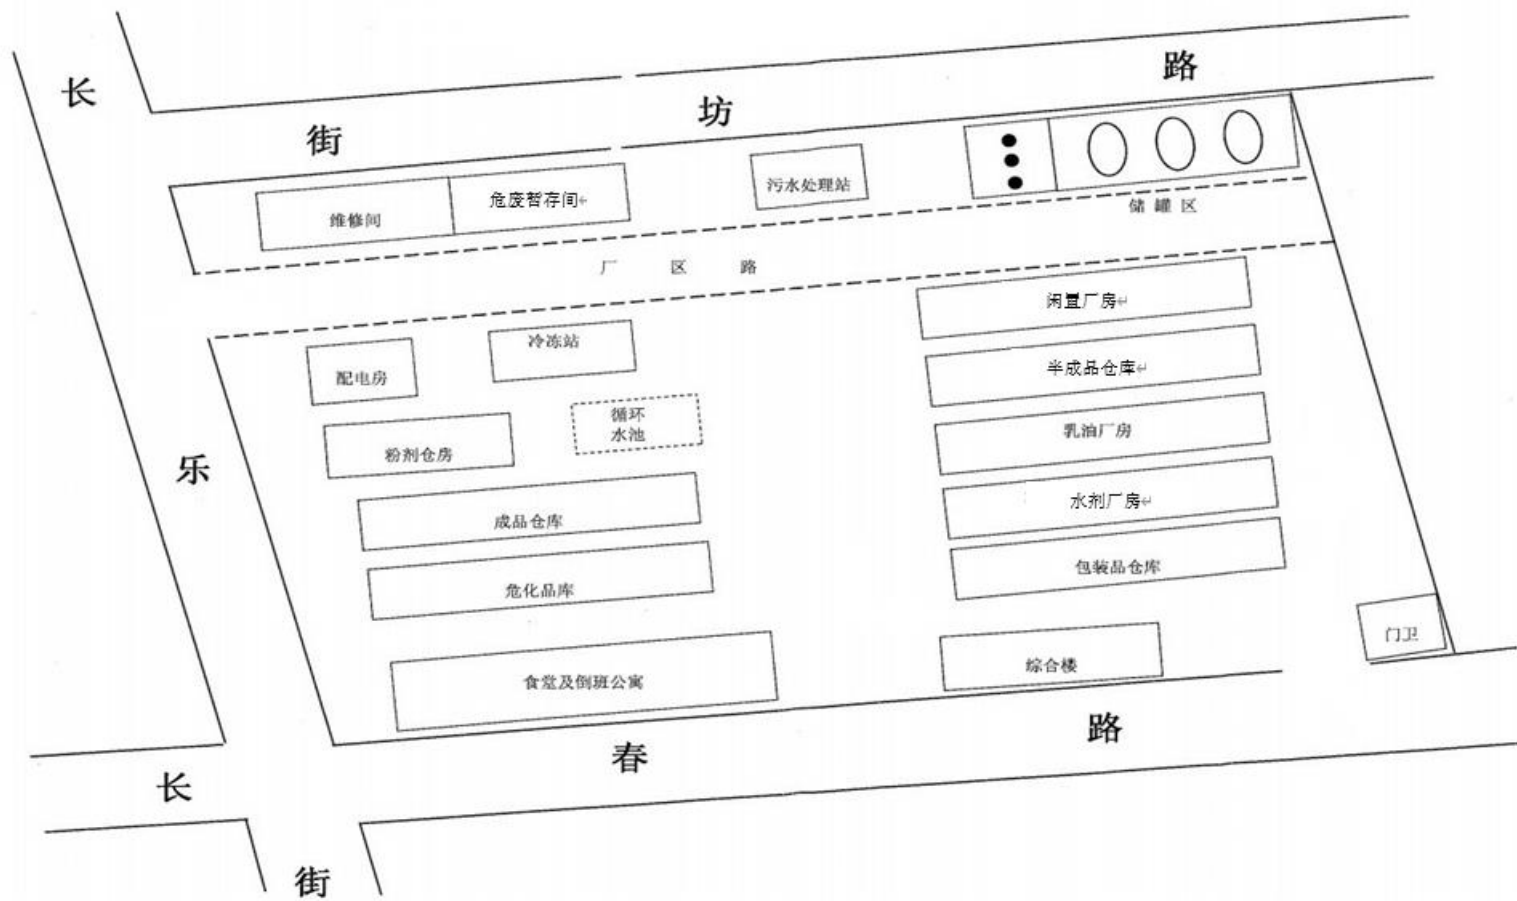 长
路
坊
街
污水处理站
危废暂存间
维修间
储罐区
厂区路
闲置厂房
冷冻站
配电房
半成品仓库
循环
水池
乳油厂房
粉剂仓房
乐
水剂厂房
成品仓库
包装品仓库
危化品库
门卫
综合楼
食堂及倒班公寓
路
春
长
街